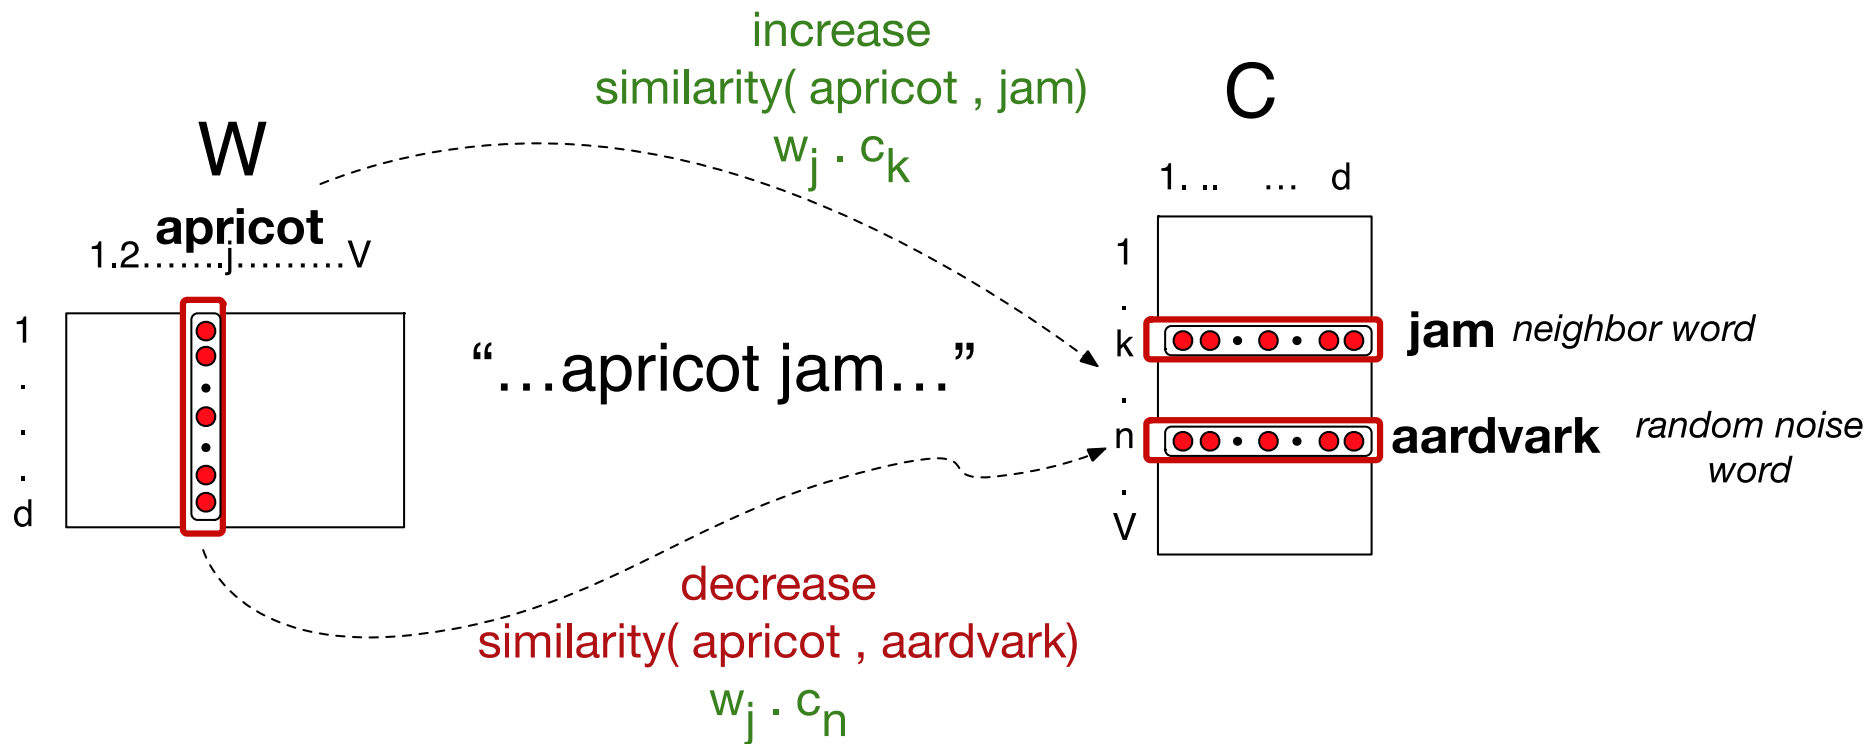 increase
similarity( apricot , jam)
wj . ck
W
apricot
1.2.......j.........V
1
.
.
.
d
“...apricot jam...”
C
1. .. ... d
1
.
k
.
n
.
V
jam neighbor word
aardvark random noise
word
decrease
similarity( apricot , aardvark)
wj . cn